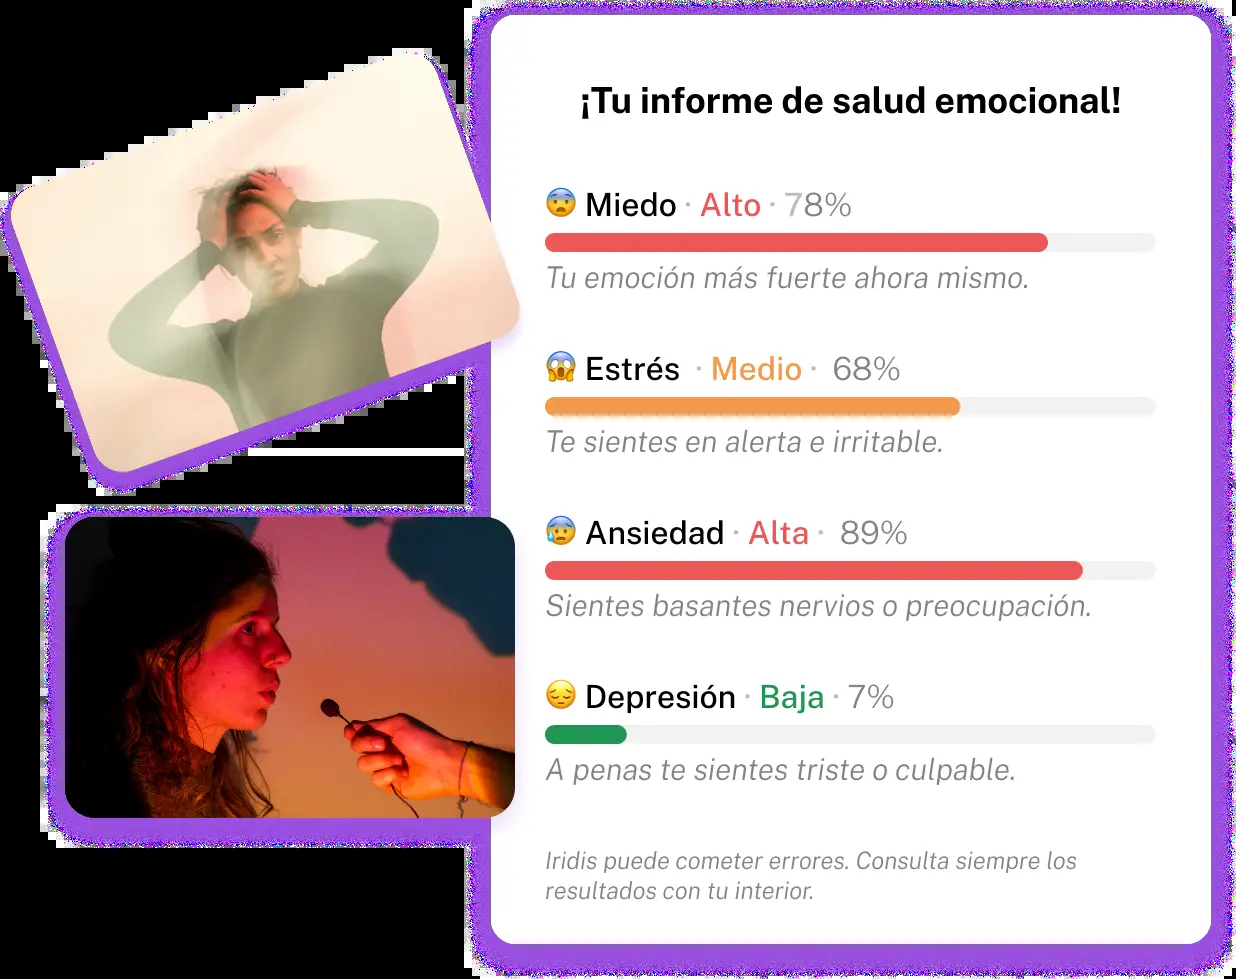 ¡Tu informe de salud emocional!
😨 Miedo · Alto · 78%
Tu emoción más fuerte ahora mismo.
😱 Estrés · Medio · 68%
Te sientes en alerta e irritable.
😰 Ansiedad · Alta · 89%
Sientes basantes nervios o preocupación.
😔 Depresión · Baja · 7%
A penas te sientes triste o culpable.
Iridis puede cometer errores. Consulta siempre los
resultados con tu interior.